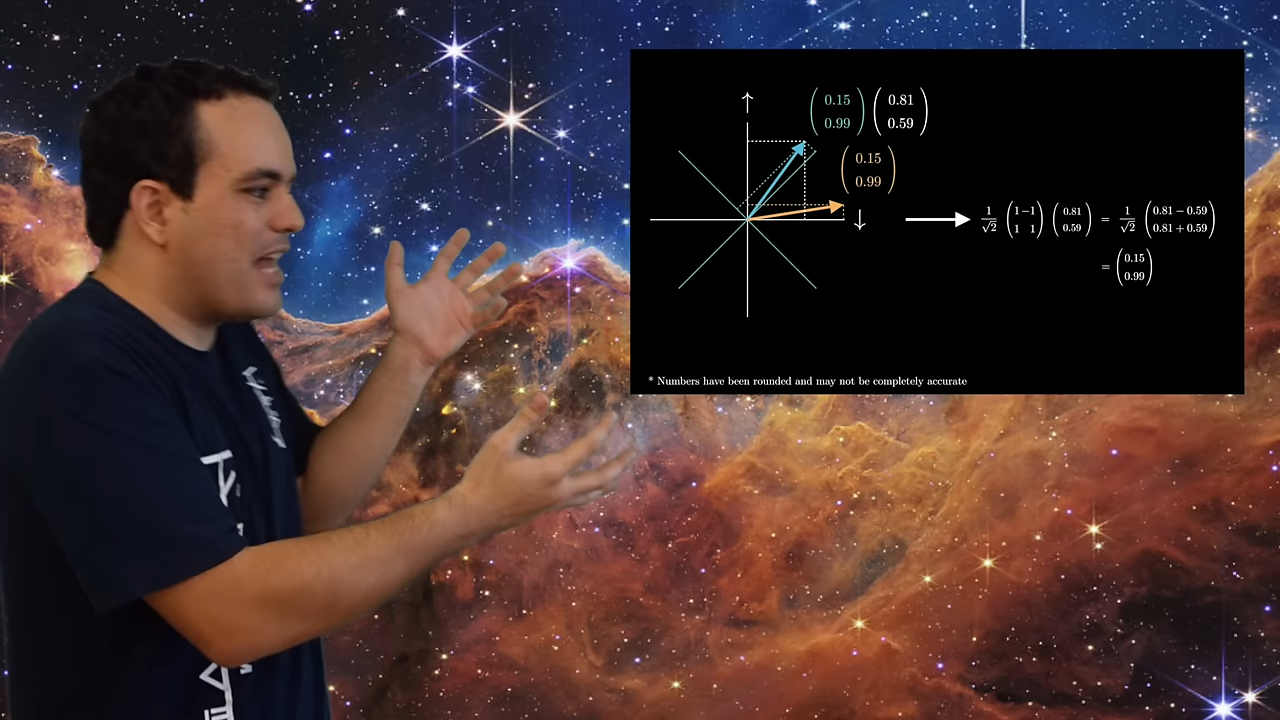 (0.15
0.99) (0.81
0.59)
(0.15
0.99)
↑
↓
1/√2 (1 −1
1 1) (0.81
0.59) = 1/√2 (0.81 − 0.59
0.81 + 0.59)
= (0.15
0.99)
* Numbers have been rounded and may not be completely accurate